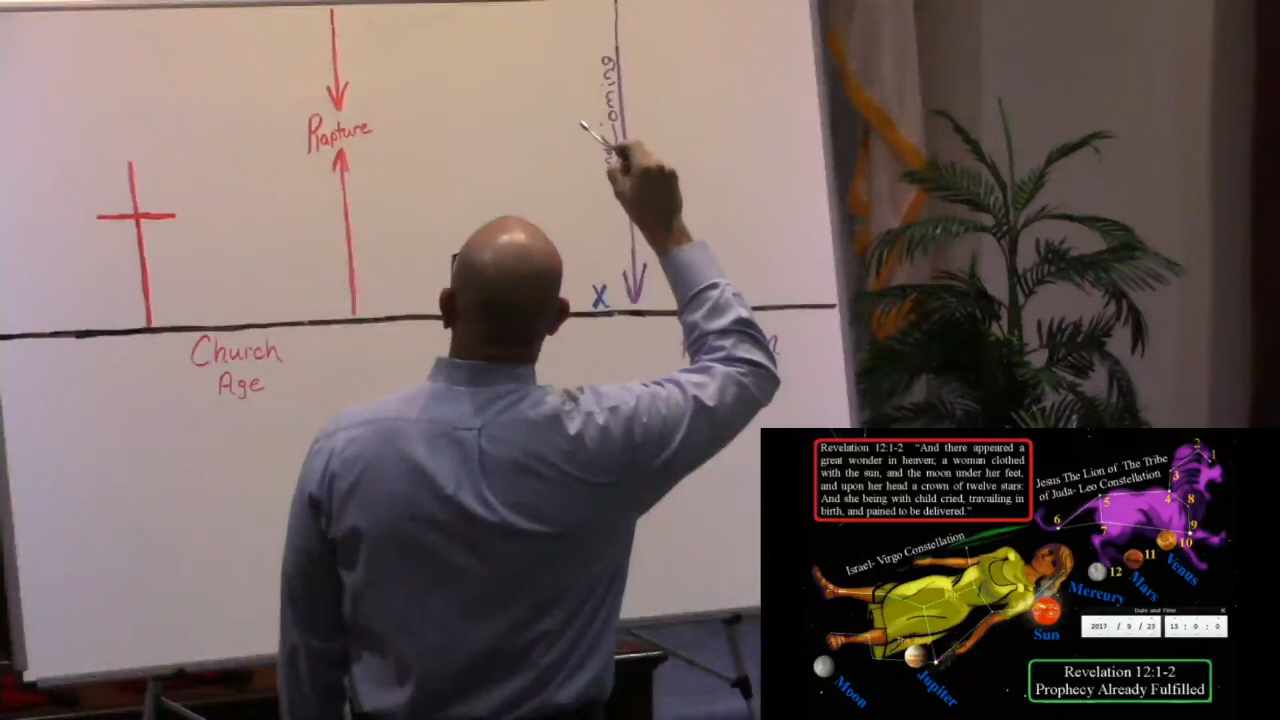 Rapture
X
Church
Age
Revelation 12:1-2 "And there appeared a
great wonder in heaven; a woman clothed
with the sun, and the moon under her feet,
and upon her head a crown of twelve stars:
And she being with child cried, travailing in
birth, and pained to be delivered."
Jesus The Lion of The Tribe
of Juda- Leo Constellation
2
1
3
4
5
8
6
7
9
10
11
12
Israel- Virgo Constellation
Venus
Mars
Mercury
Sun
Date and Time
2017 / 9 / 23 13 : 0 : 0
Moon
Jupiter
Revelation 12:1-2
Prophecy Already Fulfilled